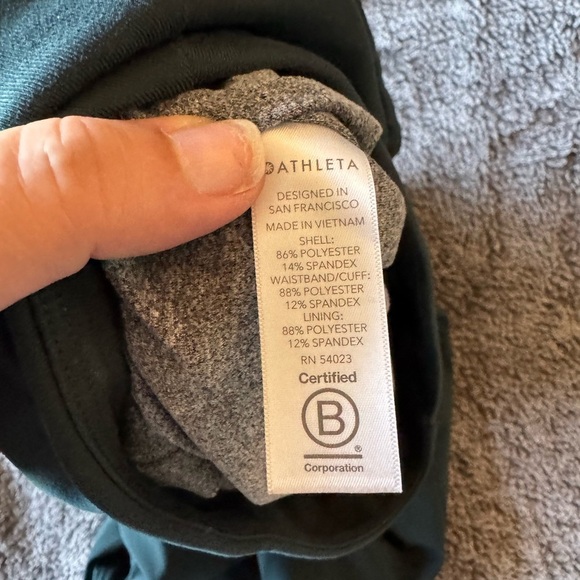 ATHLETA
DESIGNED IN
SAN FRANCISCO
MADE IN VIETNAM
SHELL:
86% POLYESTER
14% SPANDEX
WAISTBAND/CUFF:
88% POLYESTER
12% SPANDEX
LINING:
88% POLYESTER
12% SPANDEX
RN 54023
Certified
B
®
Corporation